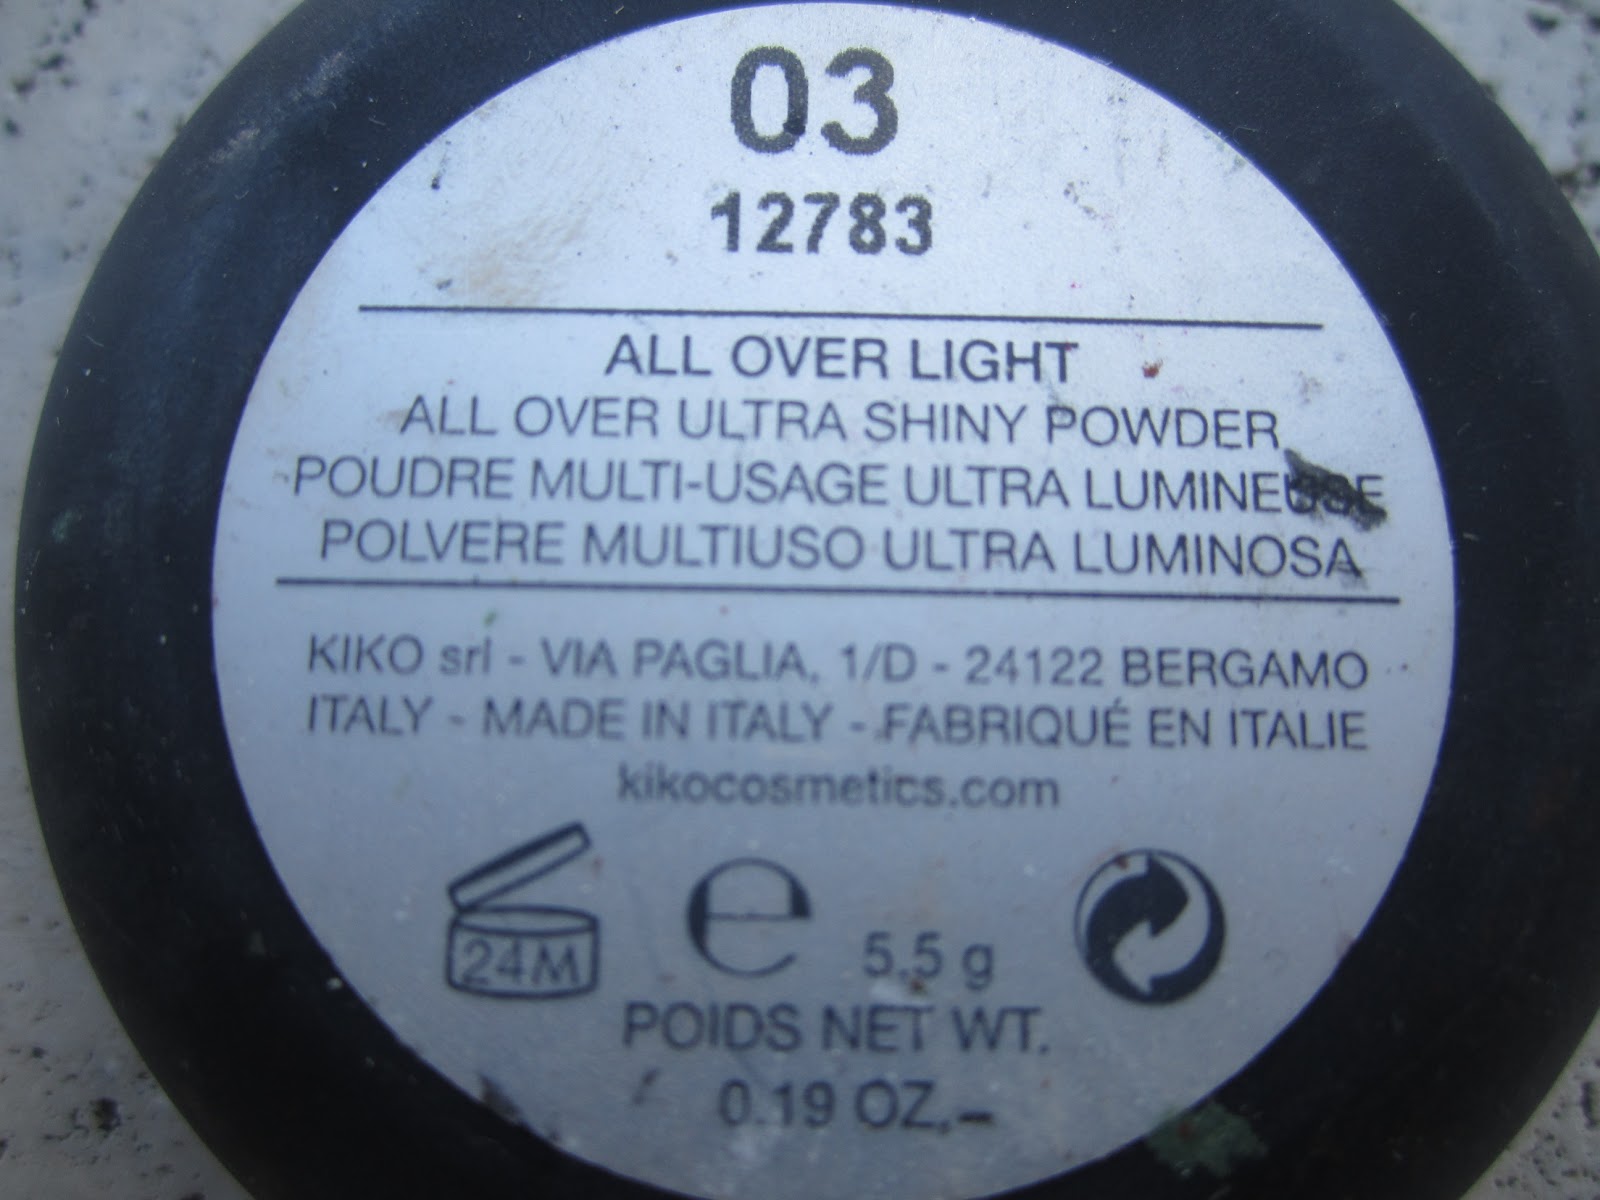 03
12783
ALL OVER LIGHT
ALL OVER ULTRA SHINY POWDER
POUDRE MULTI-USAGE ULTRA LUMINEUSE
POLVERE MULTIUSO ULTRA LUMINOSA
KIKO srl - VIA PAGLIA, 1/D - 24122 BERGAMO
ITALY - MADE IN ITALY - FABRIQUÉ EN ITALIE
kikocosmetics.com
24M e 5.5 g
POIDS NET WT.
0.19 OZ.